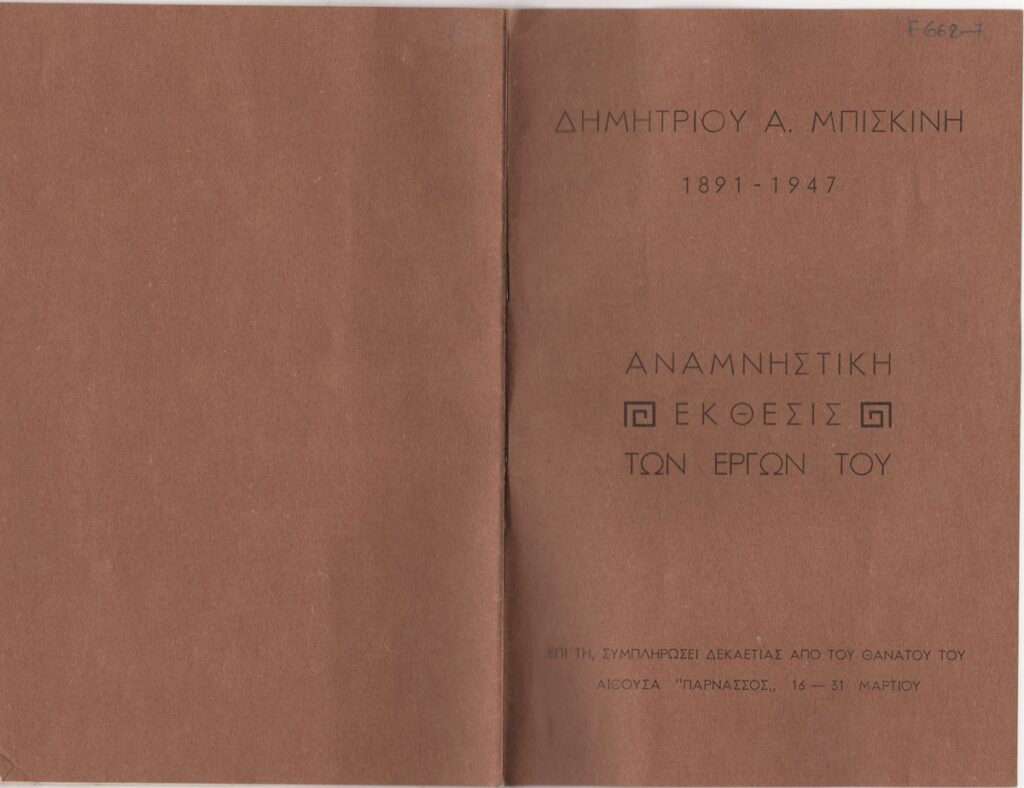 F 662-7
ΔΗΜΗΤΡΙΟΥ Α. ΜΠΙΣΚΙΝΗ
1891 - 1947
ΑΝΑΜΝΗΣΤΙΚΗ
ΕΚΘΕΣΙΣ
ΤΩΝ ΕΡΓΩΝ ΤΟΥ
ΕΠΙ ΤΗ, ΣΥΜΠΛΗΡΩΣΕΙ ΔΕΚΑΕΤΙΑΣ ΑΠΟ ΤΟΥ ΘΑΝΑΤΟΥ ΤΟΥ
ΑΙΘΟΥΣΑ "ΠΑΡΝΑΣΣΟΣ,, 16 — 31 ΜΑΡΤΙΟΥ